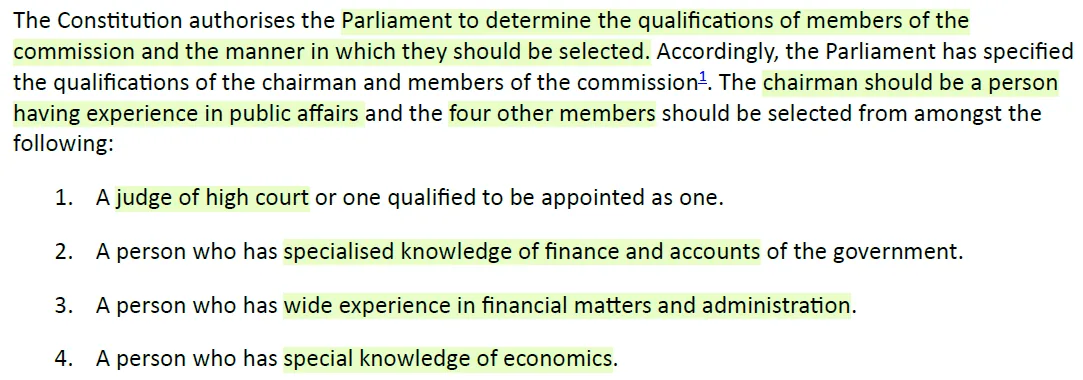 The Constitution authorises the Parliament to determine the qualifications of members of the
commission and the manner in which they should be selected. Accordingly, the Parliament has specified
the qualifications of the chairman and members of the commission1. The chairman should be a person
having experience in public affairs and the four other members should be selected from amongst the
following:
1. A judge of high court or one qualified to be appointed as one.
2. A person who has specialised knowledge of finance and accounts of the government.
3. A person who has wide experience in financial matters and administration.
4. A person who has special knowledge of economics.